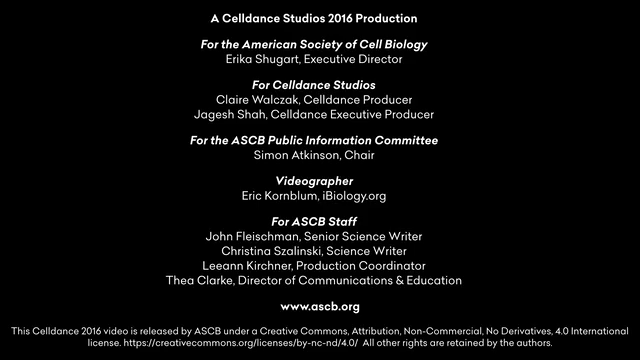 A Celldance Studios 2016 Production
For the American Society of Cell Biology
Erika Shugart, Executive Director
For Celldance Studios
Claire Walczak, Celldance Producer
Jagesh Shah, Celldance Executive Producer
For the ASCB Public Information Committee
Simon Atkinson, Chair
Videographer
Eric Kornblum, iBiology.org
For ASCB Staff
John Fleischman, Senior Science Writer
Christina Szalinski, Science Writer
Leeann Kirchner, Production Coordinator
Thea Clarke, Director of Communications & Education
www.ascb.org
This Celldance 2016 video is released by ASCB under a Creative Commons, Attribution, Non-Commercial, No Derivatives, 4.0 International
license. https://creativecommons.org/licenses/by-nc-nd/4.0/ All other rights are retained by the authors.